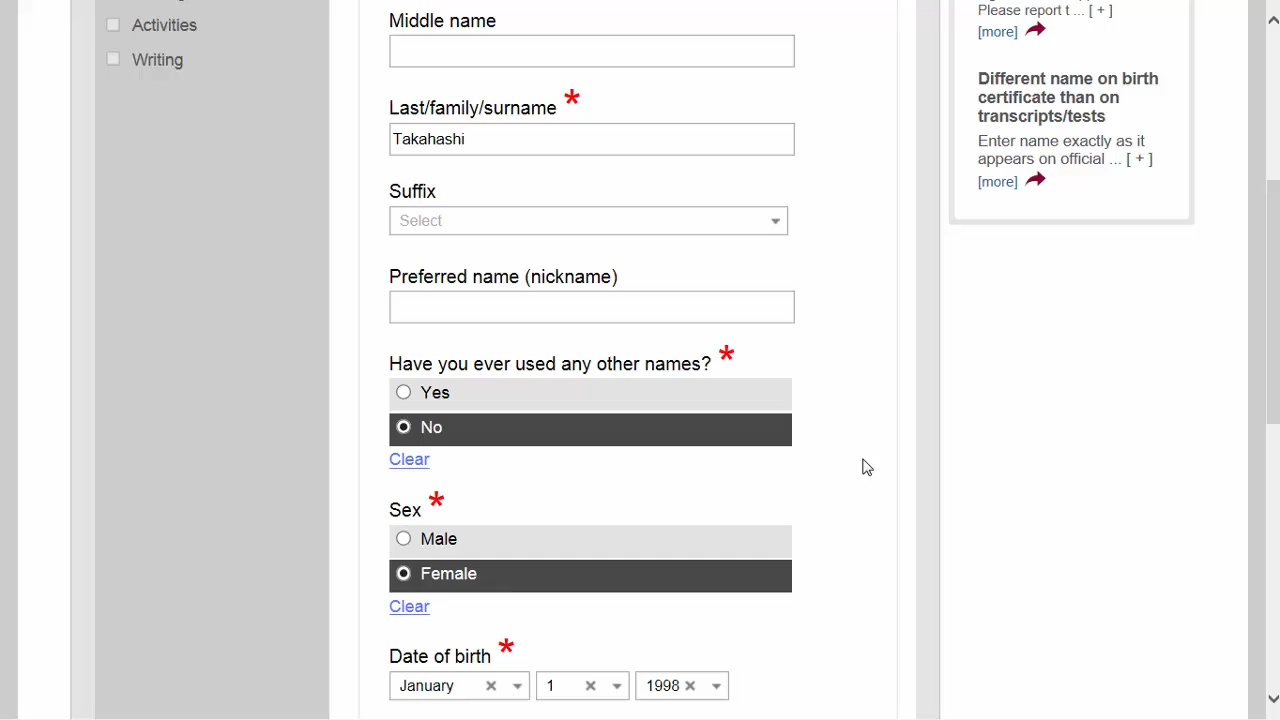 Activities
Writing
Middle name
Last/family/surname *
Takahashi
Suffix
Select
Preferred name (nickname)
Have you ever used any other names? *
Yes
No
Clear
Sex *
Male
Female
Clear
Date of birth *
January 1 1998
Please report t ... [ + ]
[more]
Different name on birth
certificate than on
transcripts/tests
Enter name exactly as it
appears on official ... [ + ]
[more]